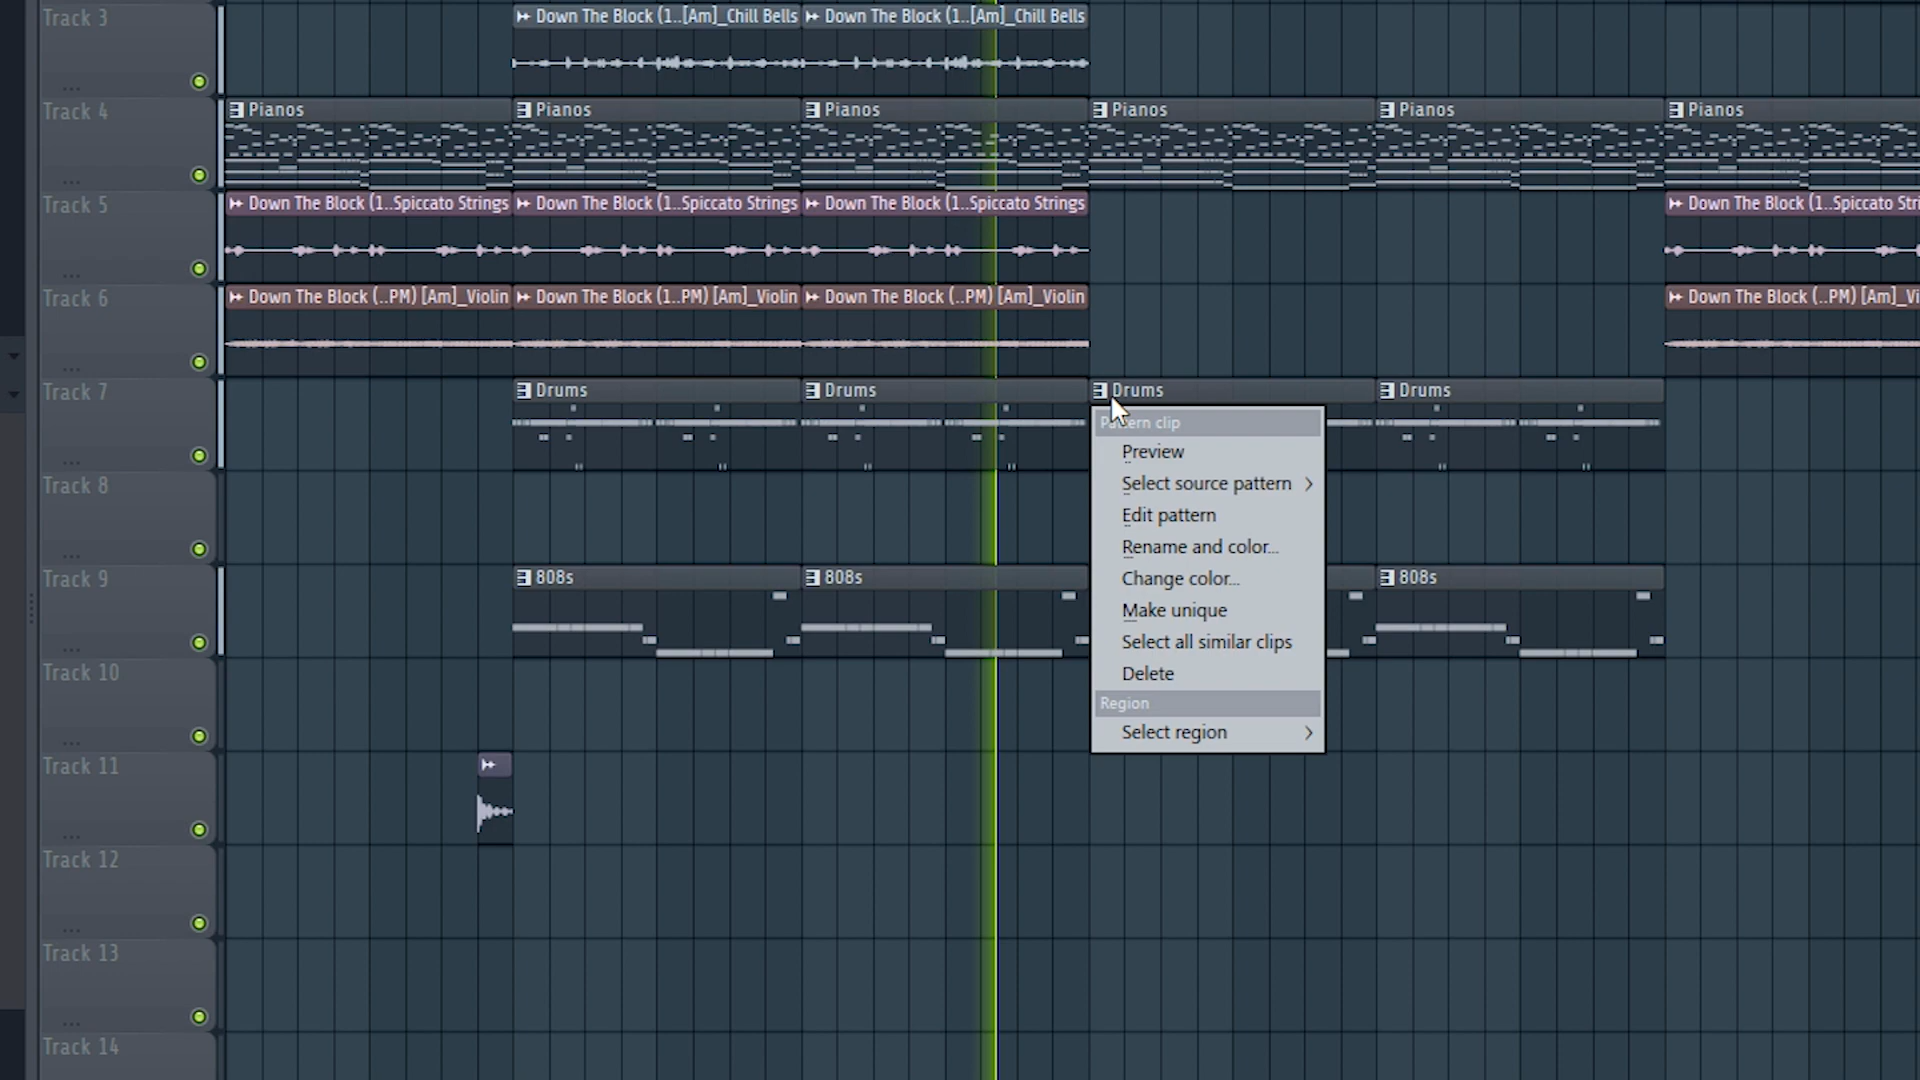 Track 3
Down The Block (1..[Am]_Chill Bells
Down The Block (1..[Am]_Chill Bells
Track 4
Pianos
Pianos
Pianos
Pianos
Pianos
Pianos
Track 5
Down The Block (1..Spiccato Strings
Down The Block (1..Spiccato Strings
Down The Block (1..Spiccato Strings
Down The Block (1..Spiccato Stri
Track 6
Down The Block (..PM) [Am]_Violin
Down The Block (1..PM) [Am]_Violin
Down The Block (..PM) [Am]_Violin
Down The Block (..PM) [Am]_Vi
Track 7
Drums
Drums
Drums
Drums
Pattern clip
Preview
Select source pattern
Edit pattern
Rename and color...
Change color...
Make unique
Select all similar clips
Delete
Region
Select region
Track 8
Track 9
808s
808s
808s
Track 10
Track 11
Track 12
Track 13
Track 14